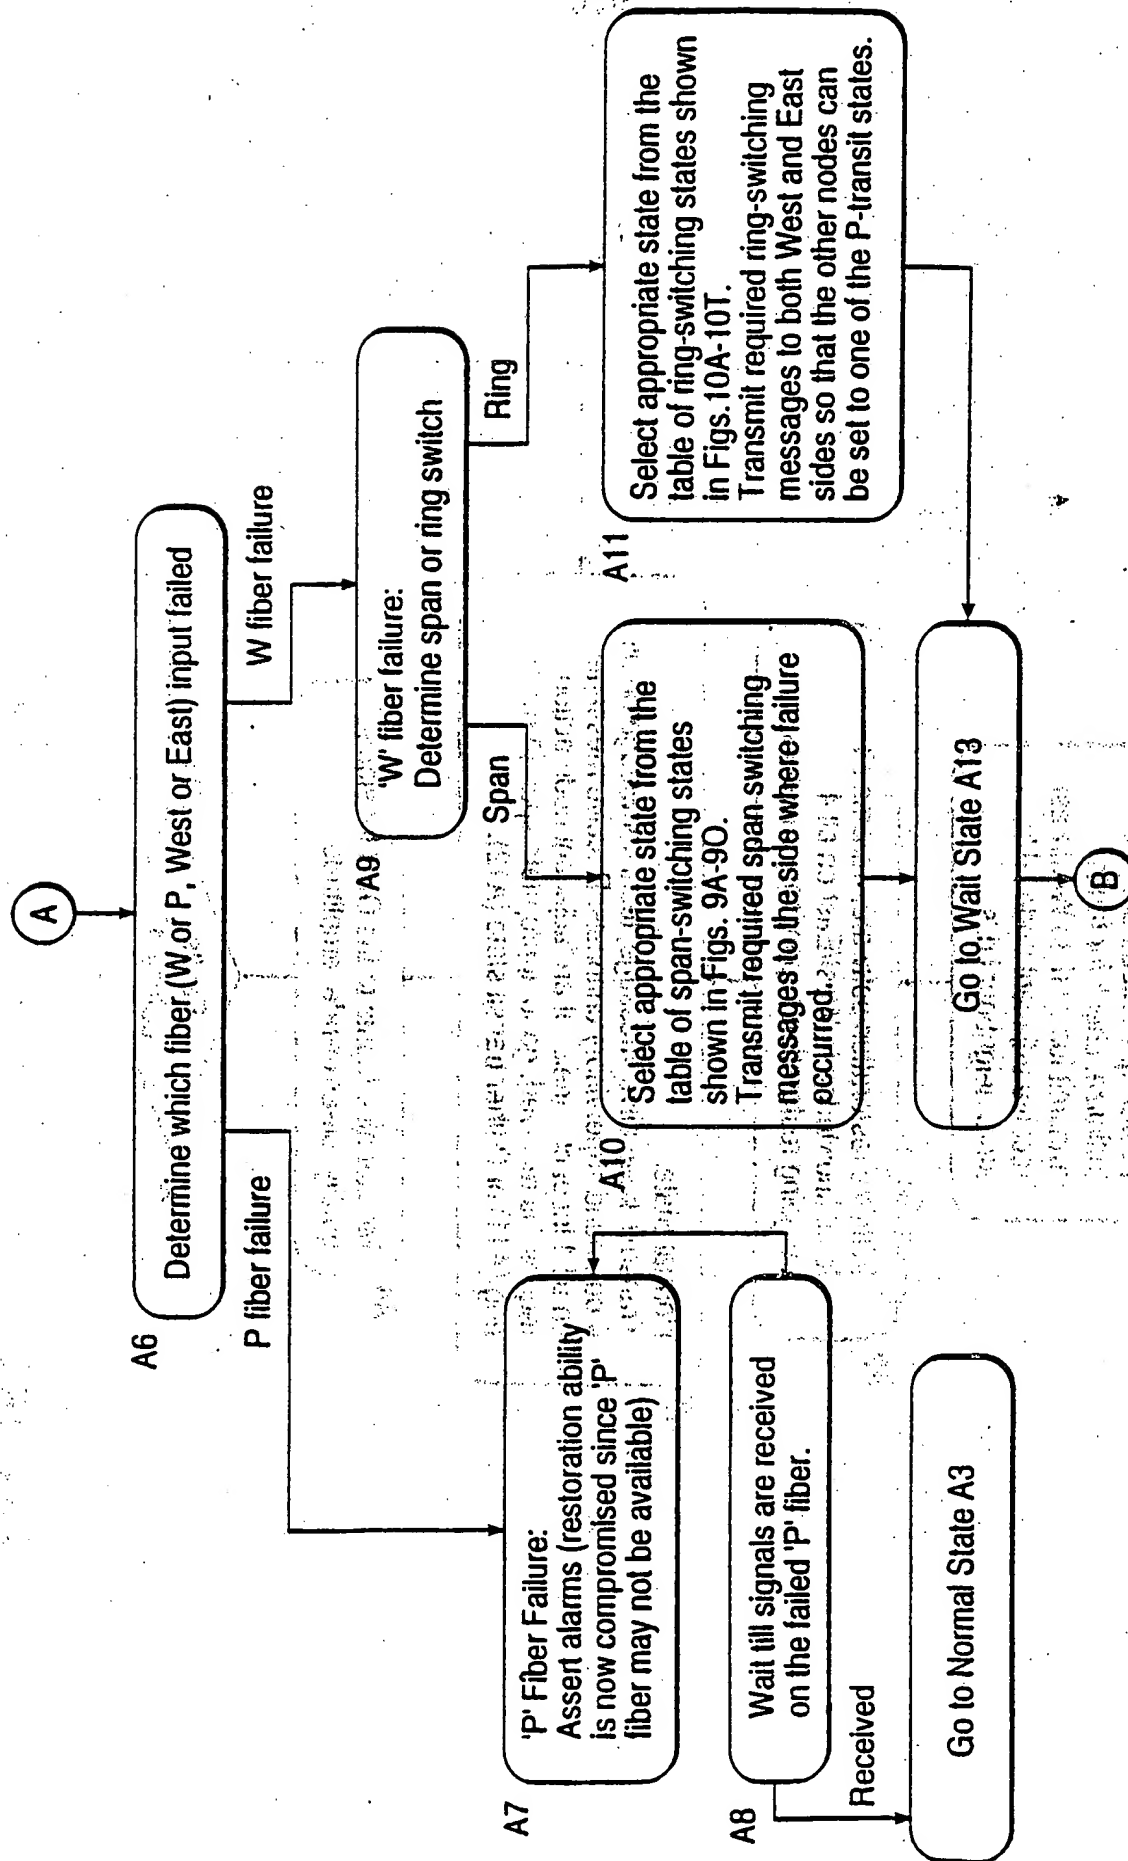 A
A6
Determine which fiber (W or P, West or East) input failed
P fiber failure
W fiber failure
A7
'P' Fiber Failure:
Assert alarms (restoration ability
is now compromised since 'P'
fiber may not be available)
A8
Wait till signals are received
on the failed 'P' fiber.
Received
Go to Normal State A3
A9
'W' fiber failure:
Determine span or ring switch
Span
Ring
A10
Select appropriate state from the
table of span-switching states
shown in Figs. 9A-9O.
Transmit required span-switching
messages to the side where failure
occurred.
A11
Select appropriate state from the
table of ring-switching states shown
in Figs.10A-10T.
Transmit required ring-switching
messages to both West and East
sides so that the other nodes can
be set to one of the P-transit states.
Go to Wait State A13
B